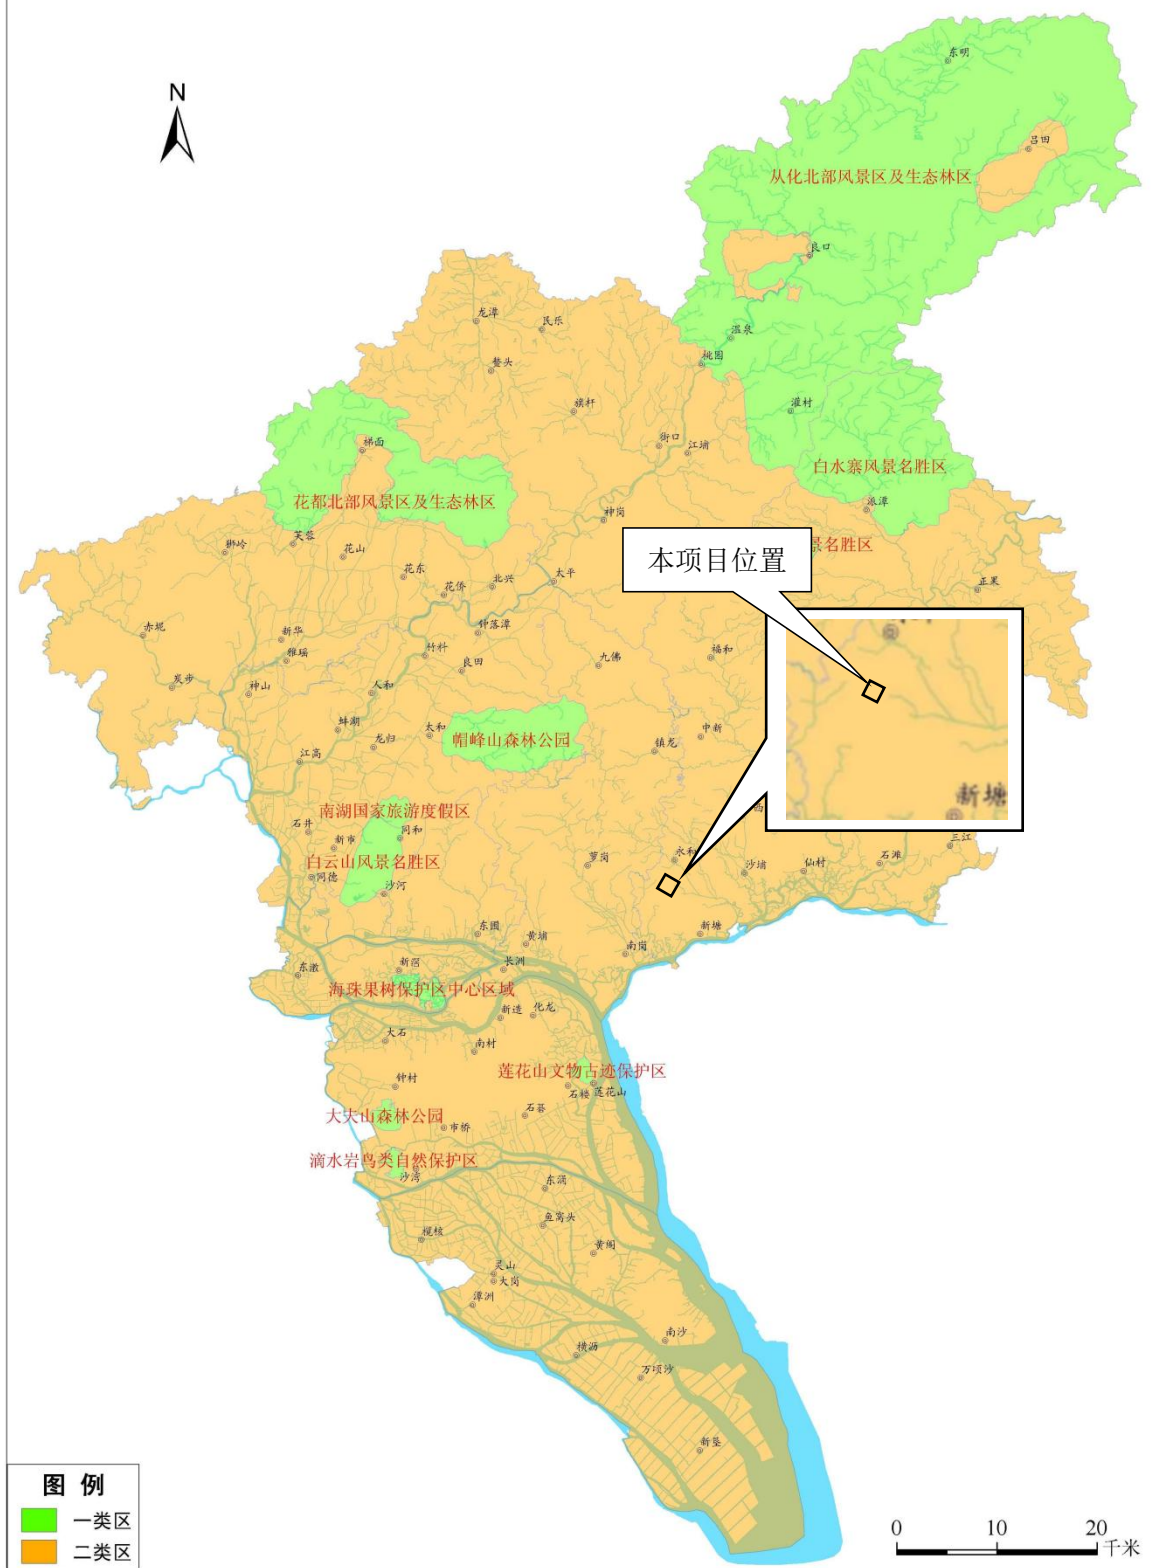 N
东明
吕田
从化北部风景区及生态林区
良口
龙潭
民乐
温泉
鳌头
桃园
旗杆
灌村
街口
江埔
梯面
白水寨风景名胜区
花都北部风景区及生态林区
派潭
神岗
狮岭
芙蓉
花山
景名胜区
本项目位置
花东
花侨
北兴
太平
正果
赤坭
新华
钟落潭
雅瑶
竹料
良田
九佛
福和
炭步
神山
人和
蚌湖
太和
龙归
帽峰山森林公园
中新
镇龙
江高
新塘
西
南湖国家旅游度假区
石井
新市
同和
三江
白云山风景名胜区
同德
沙河
萝岗
永和
沙埔
仙村
石滩
东圃
黄埔
新塘
南岗
东漖
新滘
长洲
海珠果树保护区中心区域
新造
化龙
大石
南村
莲花山文物古迹保护区
钟村
石楼
莲花山
大夫山森林公园
石碁
市桥
滴水岩鸟类自然保护区
沙湾
东涌
鱼窝头
榄核
黄阁
灵山
大岗
潭洲
南沙
横沥
万顷沙
新垦
图 例
一类区
二类区
0 10 20
千米